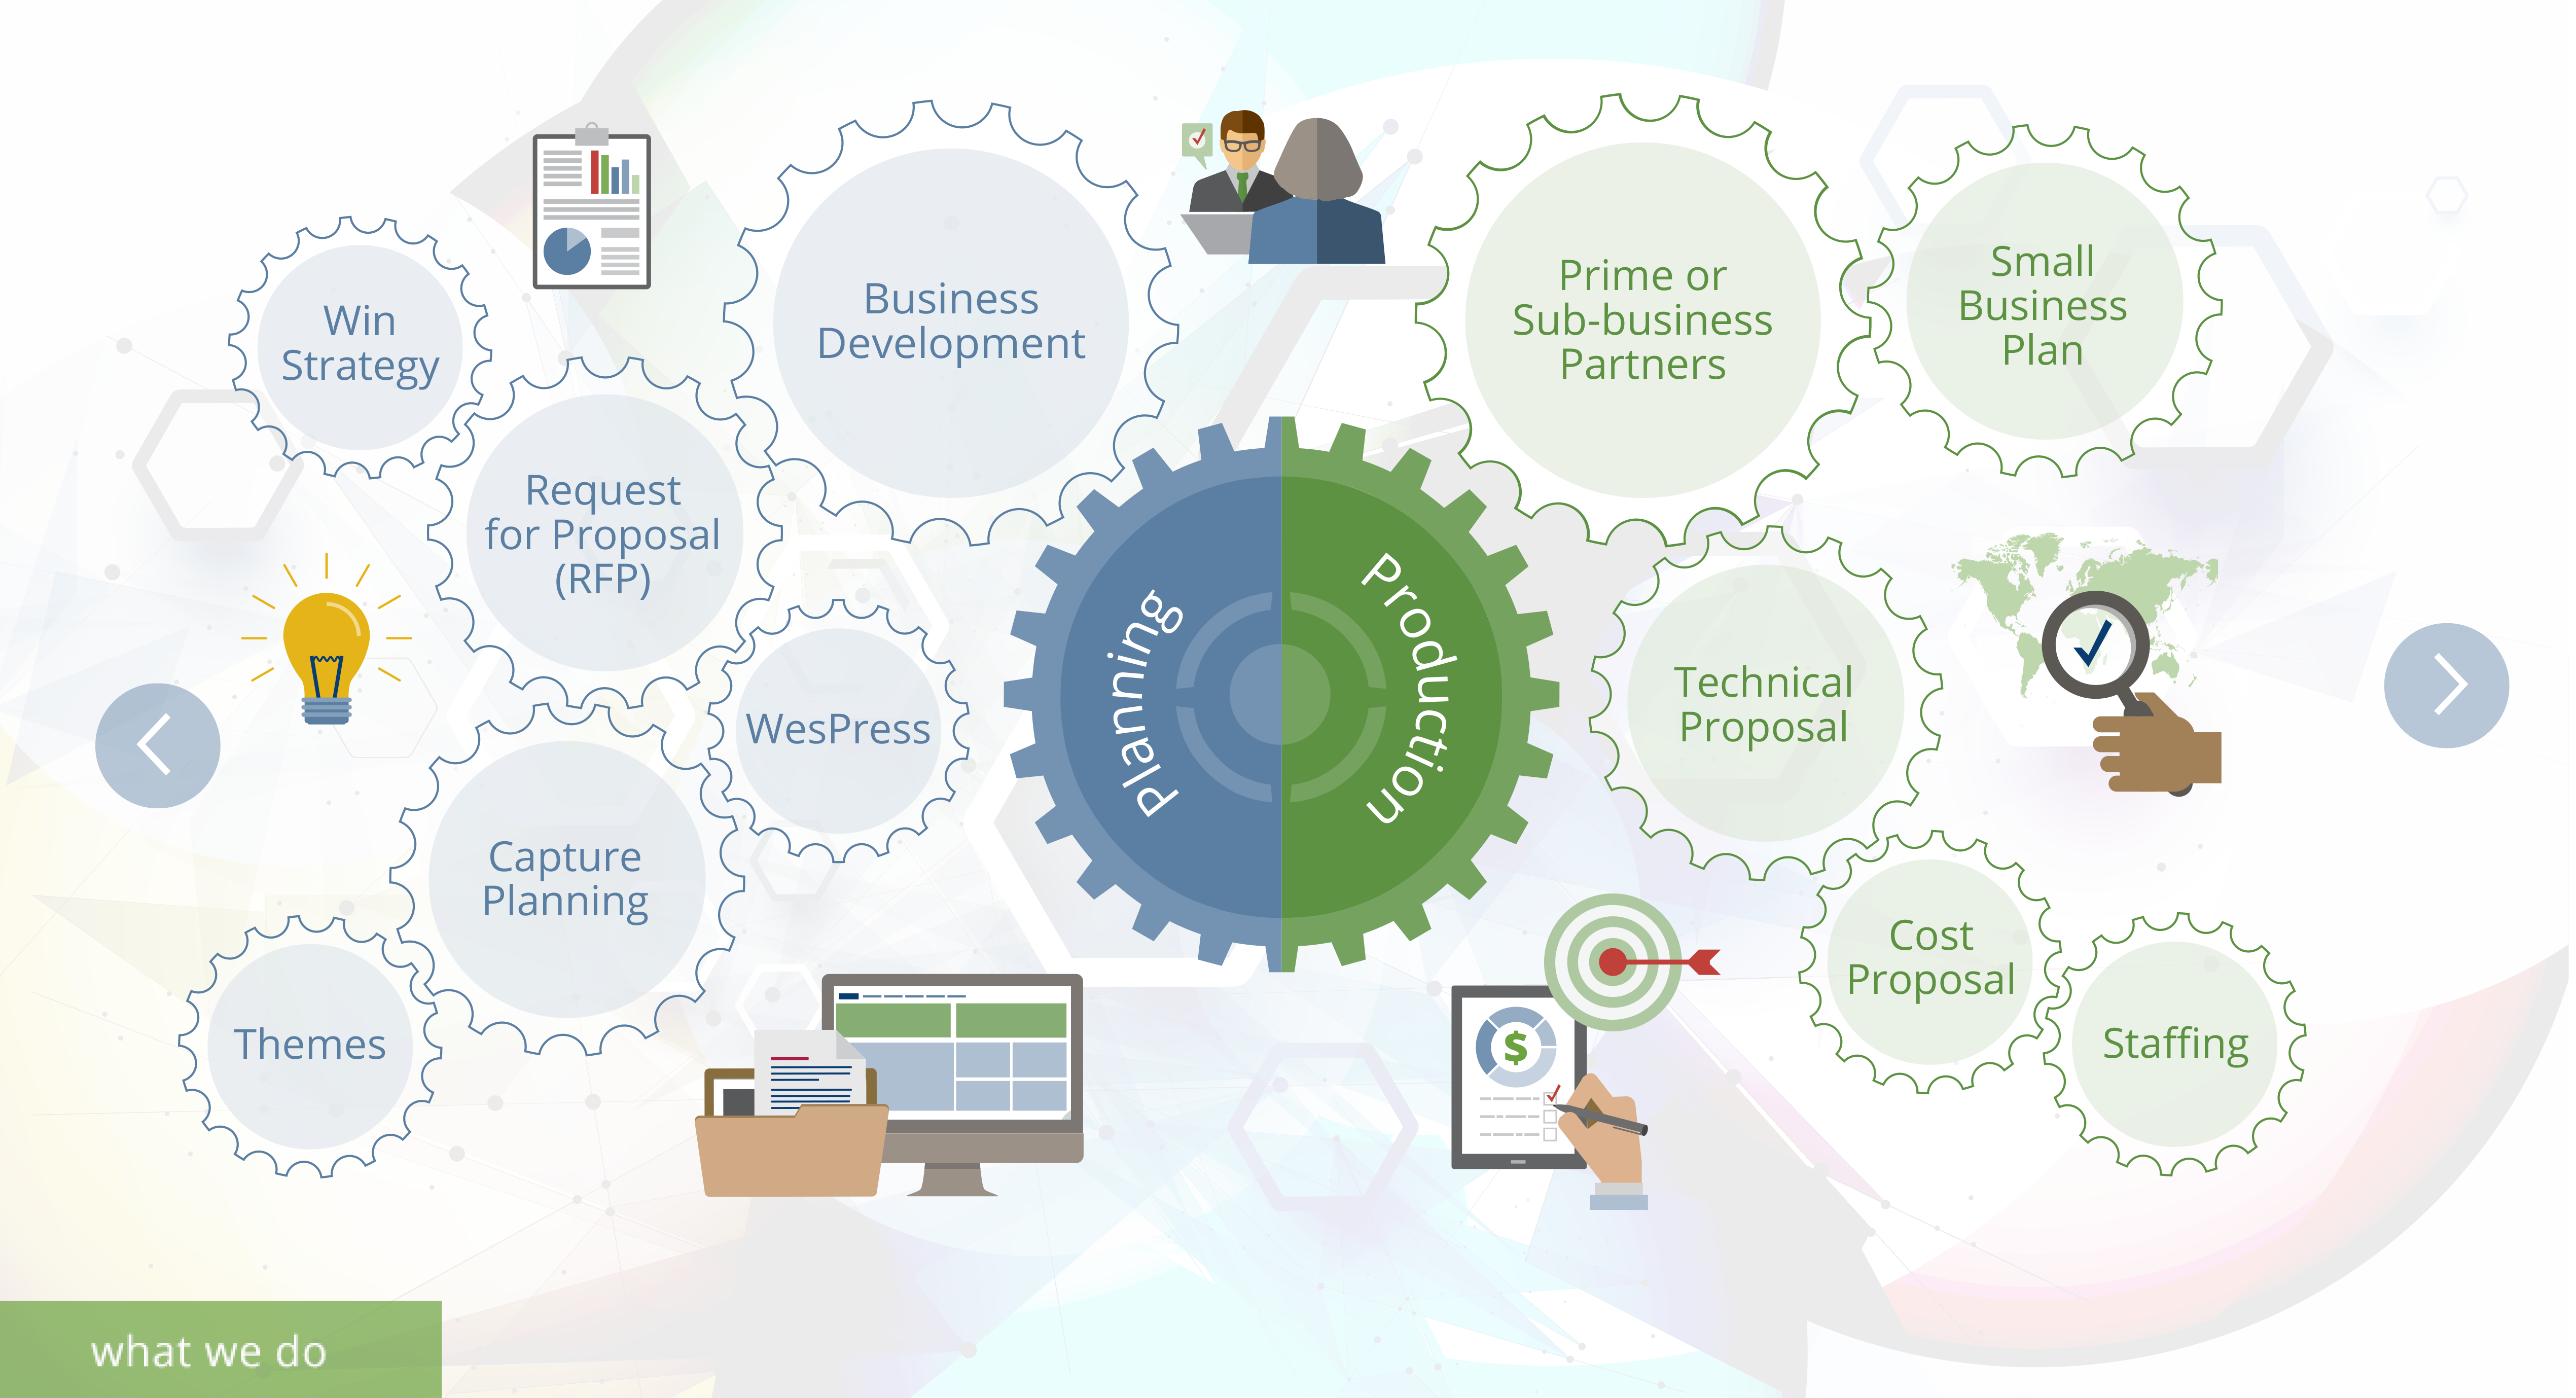 Win
Strategy
Business
Development
Request
for Proposal
(RFP)
WesPress
Capture
Planning
Themes
Planning
Production
Prime or
Sub-business
Partners
Small
Business
Plan
Technical
Proposal
Cost
Proposal
Staffing
$
what we do